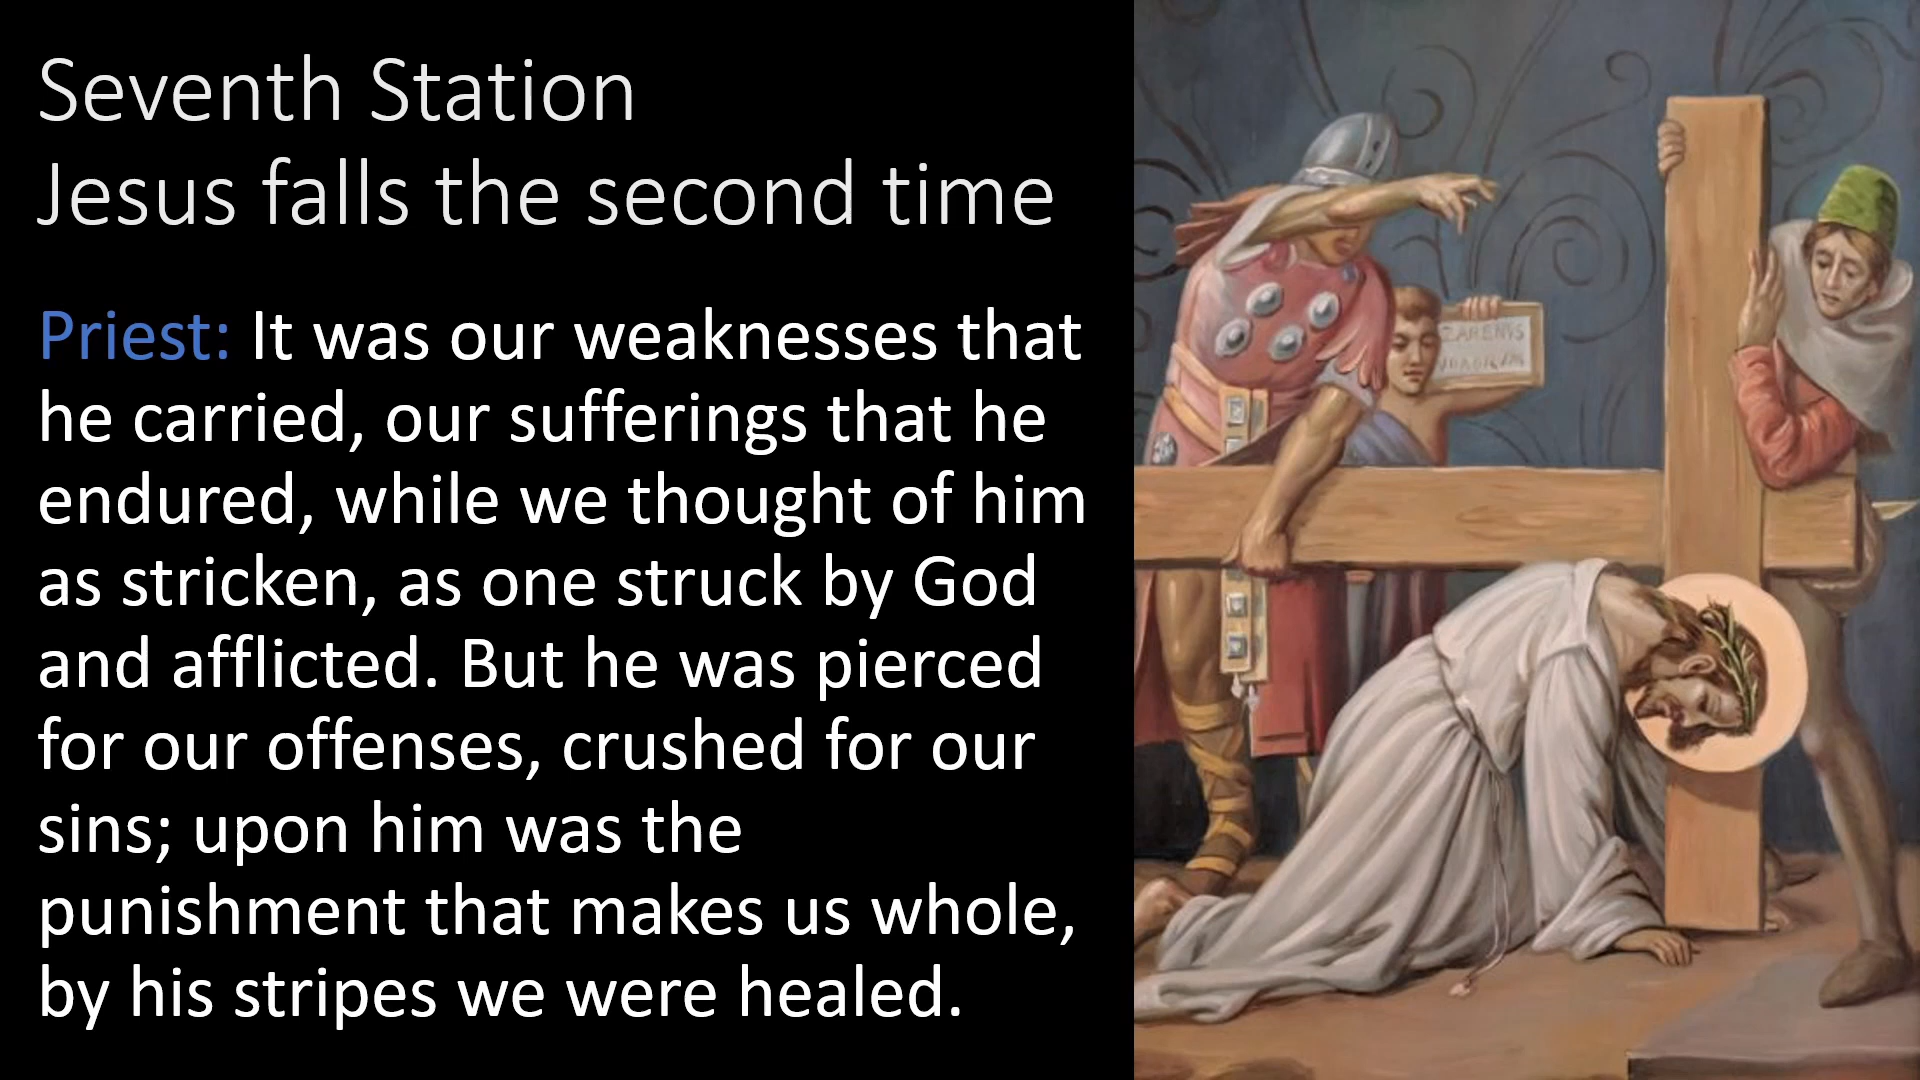 Seventh Station
Jesus falls the second time
Priest: It was our weaknesses that
he carried, our sufferings that he
endured, while we thought of him
as stricken, as one struck by God
and afflicted. But he was pierced
for our offenses, crushed for our
sins; upon him was the
punishment that makes us whole,
by his stripes we were healed.
ZARENVS